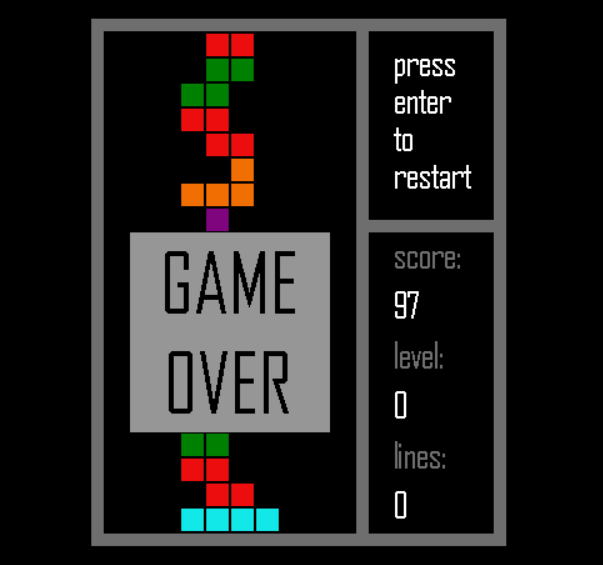 press
enter
to
restart
GAME
OVER
score:
97
level:
0
lines:
0